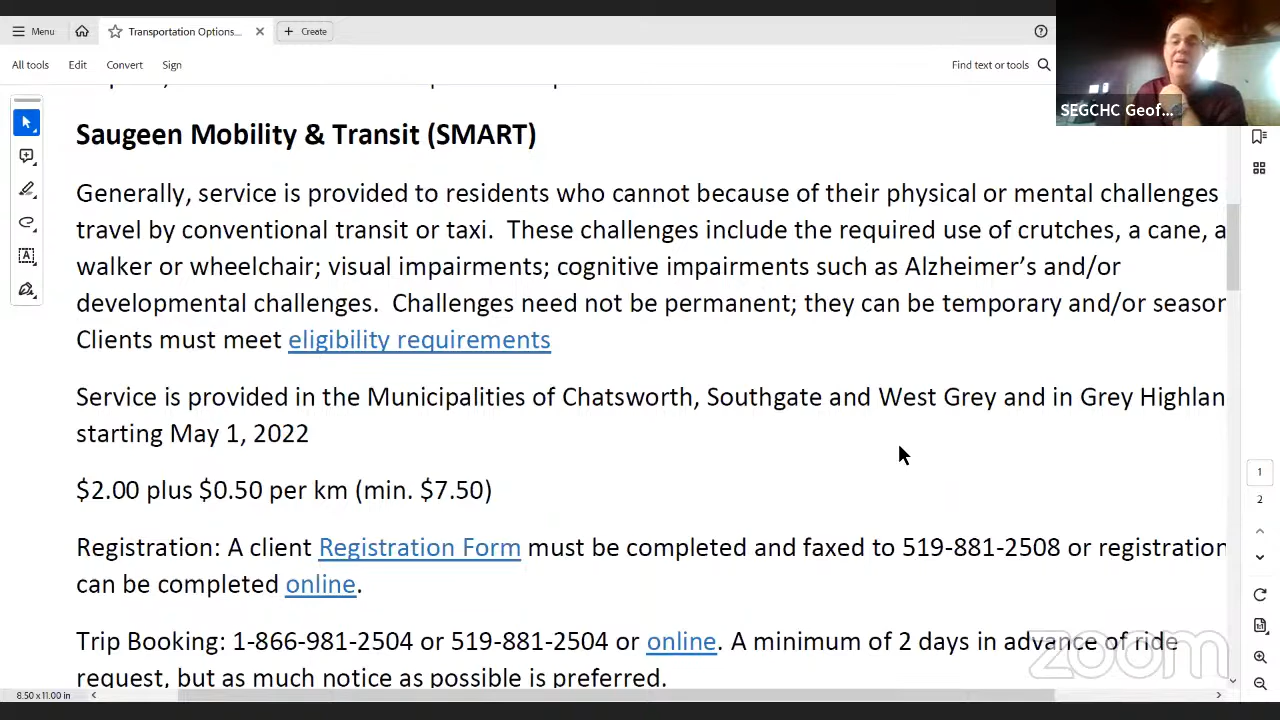 Menu
Transportation Options...
Create
All tools
Edit
Convert
Sign
Find text or tools
SEGCHC Geof...
Saugeen Mobility & Transit (SMART)
Generally, service is provided to residents who cannot because of their physical or mental challenges
travel by conventional transit or taxi. These challenges include the required use of crutches, a cane, a
walker or wheelchair; visual impairments; cognitive impairments such as Alzheimer's and/or
developmental challenges. Challenges need not be permanent; they can be temporary and/or seasor
Clients must meet eligibility requirements
Service is provided in the Municipalities of Chatsworth, Southgate and West Grey and in Grey Highlan
starting May 1, 2022
$2.00 plus $0.50 per km (min. $7.50)
Registration: A client Registration Form must be completed and faxed to 519-881-2508 or registration
can be completed online.
Trip Booking: 1-866-981-2504 or 519-881-2504 or online. A minimum of 2 days in advance of ride
request, but as much notice as possible is preferred.
1
2
zoom
8.50 x 11.00 in